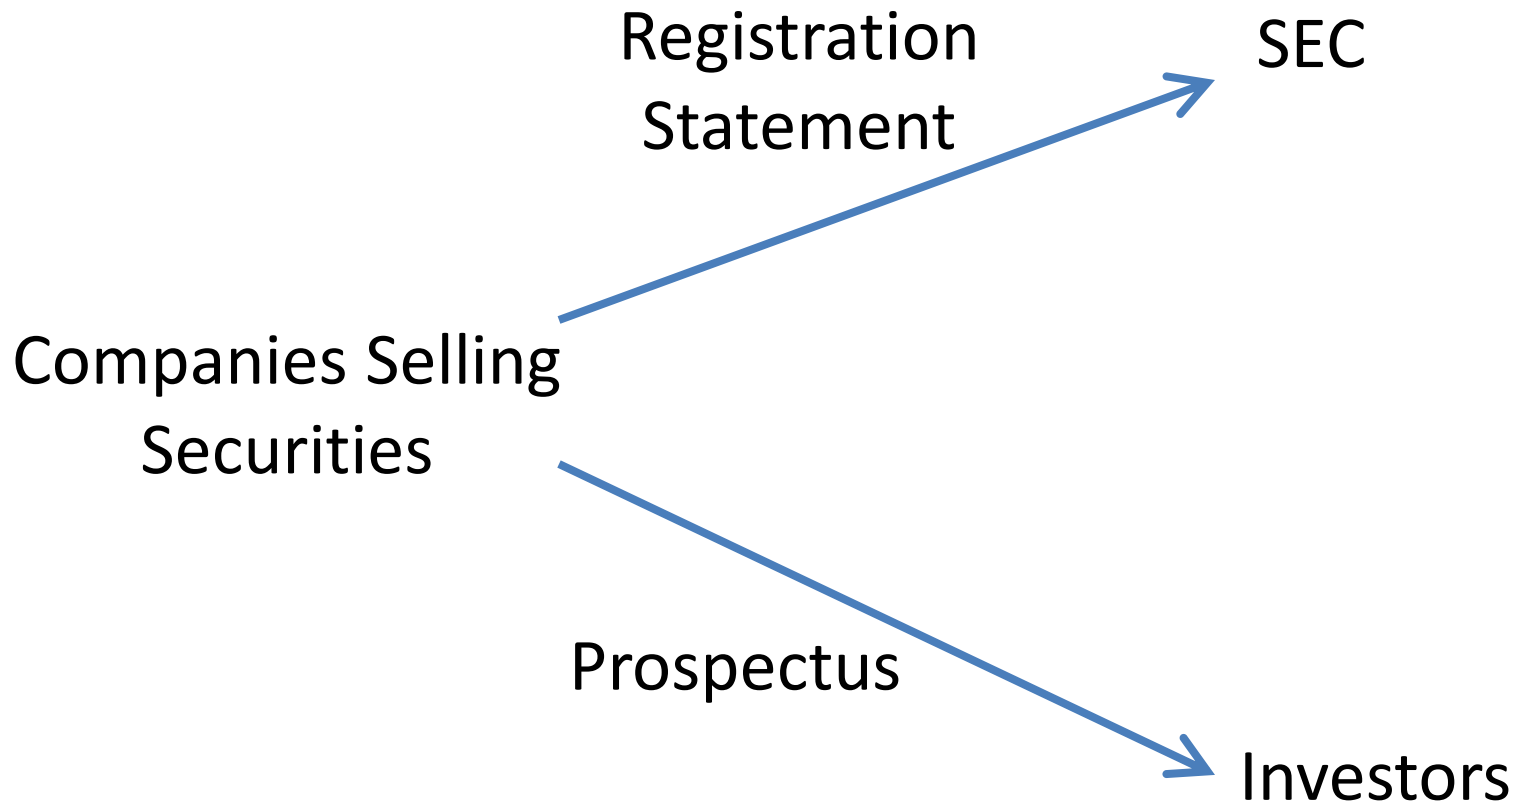 Registration
Statement
SEC
Companies Selling
Securities
Prospectus
Investors